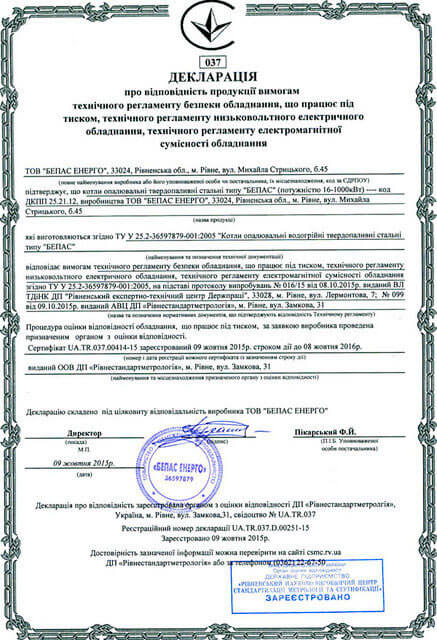 037
ДЕКЛАРАЦІЯ
про відповідність продукції вимогам
технічного регламенту безпеки обладнання, що працює під
тиском, технічного регламенту низьковольтного електричного
обладнання, технічного регламенту електромагнітної
сумісності обладнання
ТОВ "БЕПАС ЕНЕРГО", 33024, Рівненська обл., м. Рівне, вул. Михайла Стрицького, б.45
(повне найменування виробника або його уповноваженої особи чи постачальника, їх місцезнаходження, код за ЄДРПОУ)
підтверджує, що котли опалювальні твердопаливні сталеві типу "БЕПАС" (потужністю 16-1000кВт) ---- код
ДКПП 25.21.12, виробництва ТОВ "БЕПАС ЕНЕРГО", 33024, Рівненська обл., м. Рівне, вул. Михайла
Стрицького, б.45
(назва продукції)
які виготовляються згідно ТУ У 25.2-36597879-001:2005 "Котли опалювальні водогрійні твердопаливні сталеві
типу "БЕПАС"
(найменування та позначення технічної документації)
відповідає вимогам технічного регламенту безпеки обладнання, що працює під тиском, технічного регламенту
низьковольтного електричного обладнання, технічного регламенту електромагнітної сумісності обладнання
згідно ТУ У 25.2-36597879-001:2005, на підставі протоколу випробувань № 016/15 від 08.10.2015р. виданий ВЛ
ТДіНК ДП "Рівненський експертно-технічний центр Держпраці", 33028, м. Рівне, вул. Лермонтова, 7; № 099
від 09.10.2015р. виданий АВЦ ДП «Рівнестандартметрологія», м. Рівне, вул. Замкова, 31
(назва та позначення нормативних документів, що відповідають Технічному регламенту)
Процедура оцінки відповідності обладнання, що працює під тиском, за заявкою виробника проведена
призначеним органом з оцінки відповідності.
Сертифікат UA.TR.037.00414-15 зареєстрований 09 жовтня 2015р. строком дії до 08 жовтня 2016р.
(номер і дата реєстрації кожного сертифіката із зазначенням строку дії)
виданий ООВ ДП «Рівнестандартметрологія», м. Рівне, вул. Замкова, 31
(найменування та місцезнаходження призначеного органу з оцінки відповідності)
Декларацію складено під цілковиту відповідальність виробника ТОВ "БЕПАС ЕНЕРГО"
Директор
Пікарський Ф.Й.
(посада)
(підпис)
(П.І.Б. Уповноваженої
особи постачальника)
М.П.
09 жовтня 2015р.
(дата)
«БЕПАС ЕНЕРГО»
36597879
Декларація про відповідність зареєстрована органом з оцінки відповідності ДП «Рівнестандартметрологія»,
Україна, м. Рівне, вул. Замкова,31, свідоцтво № UA.TR.037
Реєстраційний номер декларації UA.TR.037.D.00251-15
Зареєстровано 09 жовтня 2015р.
Достовірність зазначеної інформації можна перевірити на сайті csmc.rv.ua
ДП «Рівнестандартметрологія» або за телефоном (0362) 22-67-50
Орган оцінки відповідності
ДЕРЖАВНЕ ПІДПРИЄМСТВО
«РІВНЕНСЬКИЙ НАУКОВО-ВИРОБНИЧИЙ ЦЕНТР
СТАНДАРТИЗАЦІЇ МЕТРОЛОГІЇ ТА СЕРТИФІКАЦІЇ»
ЗАРЕЄСТРОВАНО